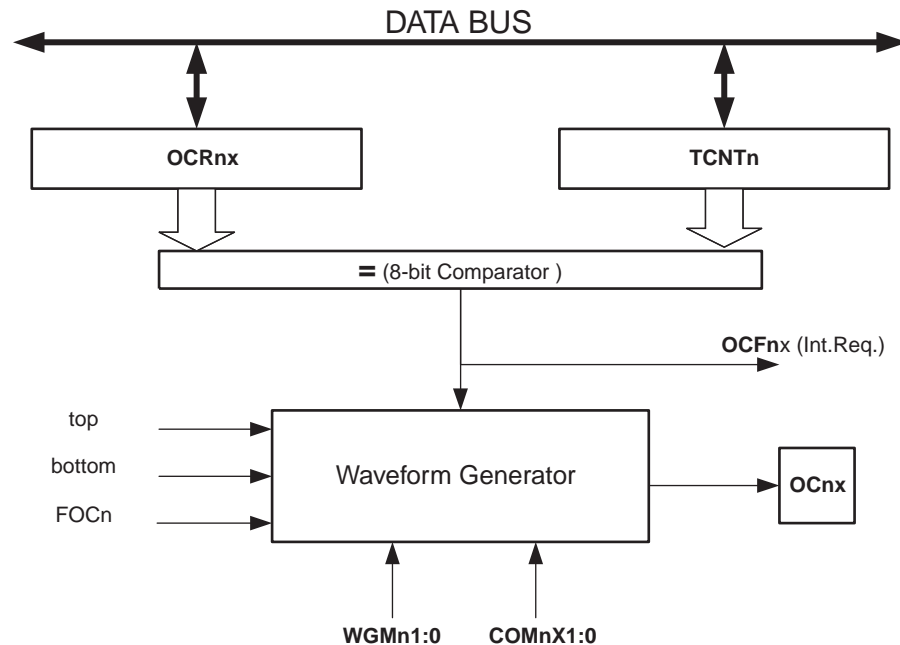 DATA BUS
OCRnx
TCNTn
= (8-bit Comparator )
OCFnx (Int.Req.)
top
bottom
FOCn
Waveform Generator
OCnx
WGMn1:0
COMnX1:0